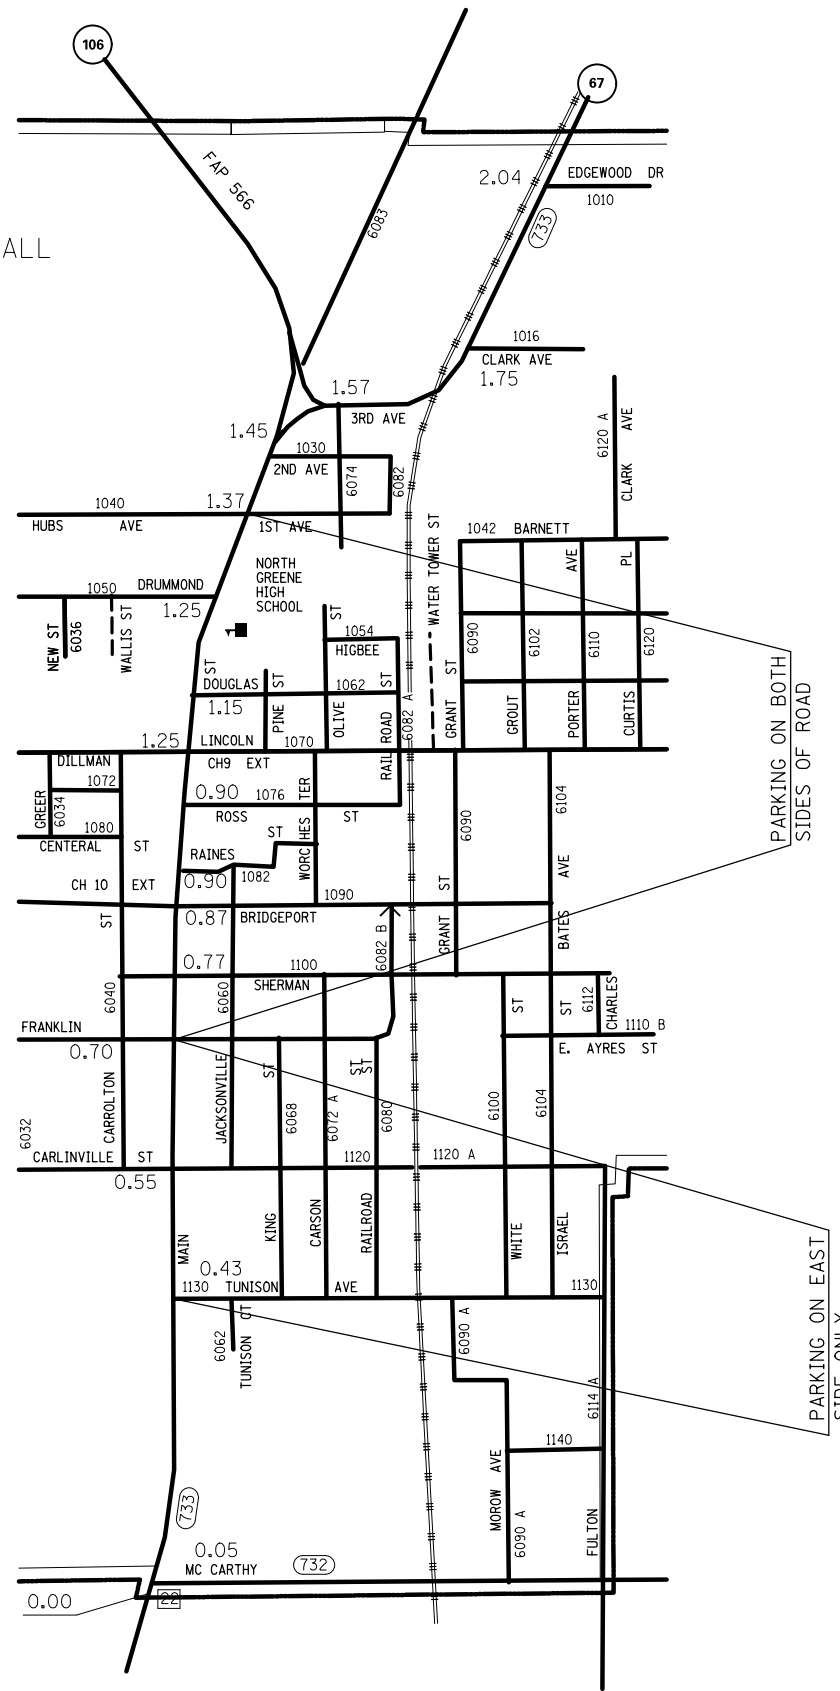 106
67
FAP 566
6083
2.04
EDGEWOOD DR
1010
733
ALL
1016
CLARK AVE
1.75
1.57
3RD AVE
6120 A
CLARK AVE
1.45
1030
2ND AVE
6074
6082
1040
1.37
HUBS AVE
1ST AVE
WATER TOWER ST
1042 BARNETT
AVE
PL
NORTH
GREENE
HIGH
SCHOOL
1050
DRUMMOND
1.25
NEW ST
6036
WALLIS ST
ST
1054
HIGBEE
6090
6102
6110
6120
ST
DOUGLAS
ST
1062
ST
ST
1.15
PINE
OLIVE
RAIL ROAD
6082 A
GRANT
GROUT
PORTER
CURTIS
PARKING ON BOTH
SIDES OF ROAD
1.25
LINCOLN
1070
DILLMAN
CH9 EXT
1072
0.90
1076
TER
GREER
6034
6104
ROSS ST
6090
1080
CENTRAL ST
ST
WORCHES
RAINES
1082
CH 10 EXT
0.90
1090
ST
AVE
ST
0.87
BRIDGEPORT
6082 B
GRANT
BATES
0.77
1100
SHERMAN
6040
6060
ST
ST
6112
CHARLES
FRANKLIN
1110 B
E. AYRES ST
0.70
CARROLTON
JACKSONVILLE
ST
ST
ST
6032
6068
6072 A
6080
6100
6104
CARLINVILLE ST
1120
1120 A
0.55
MAIN
KING
CARSON
RAILROAD
WHITE
ISRAEL
0.43
1130 TUNISON AVE
1130
6062
TUNISON CT
6090 A
6114 A
PARKING ON EAST
SIDE ONLY
1140
MOROW AVE
6090 A
FULTON
733
0.05
MC CARTHY
732
0.00
22